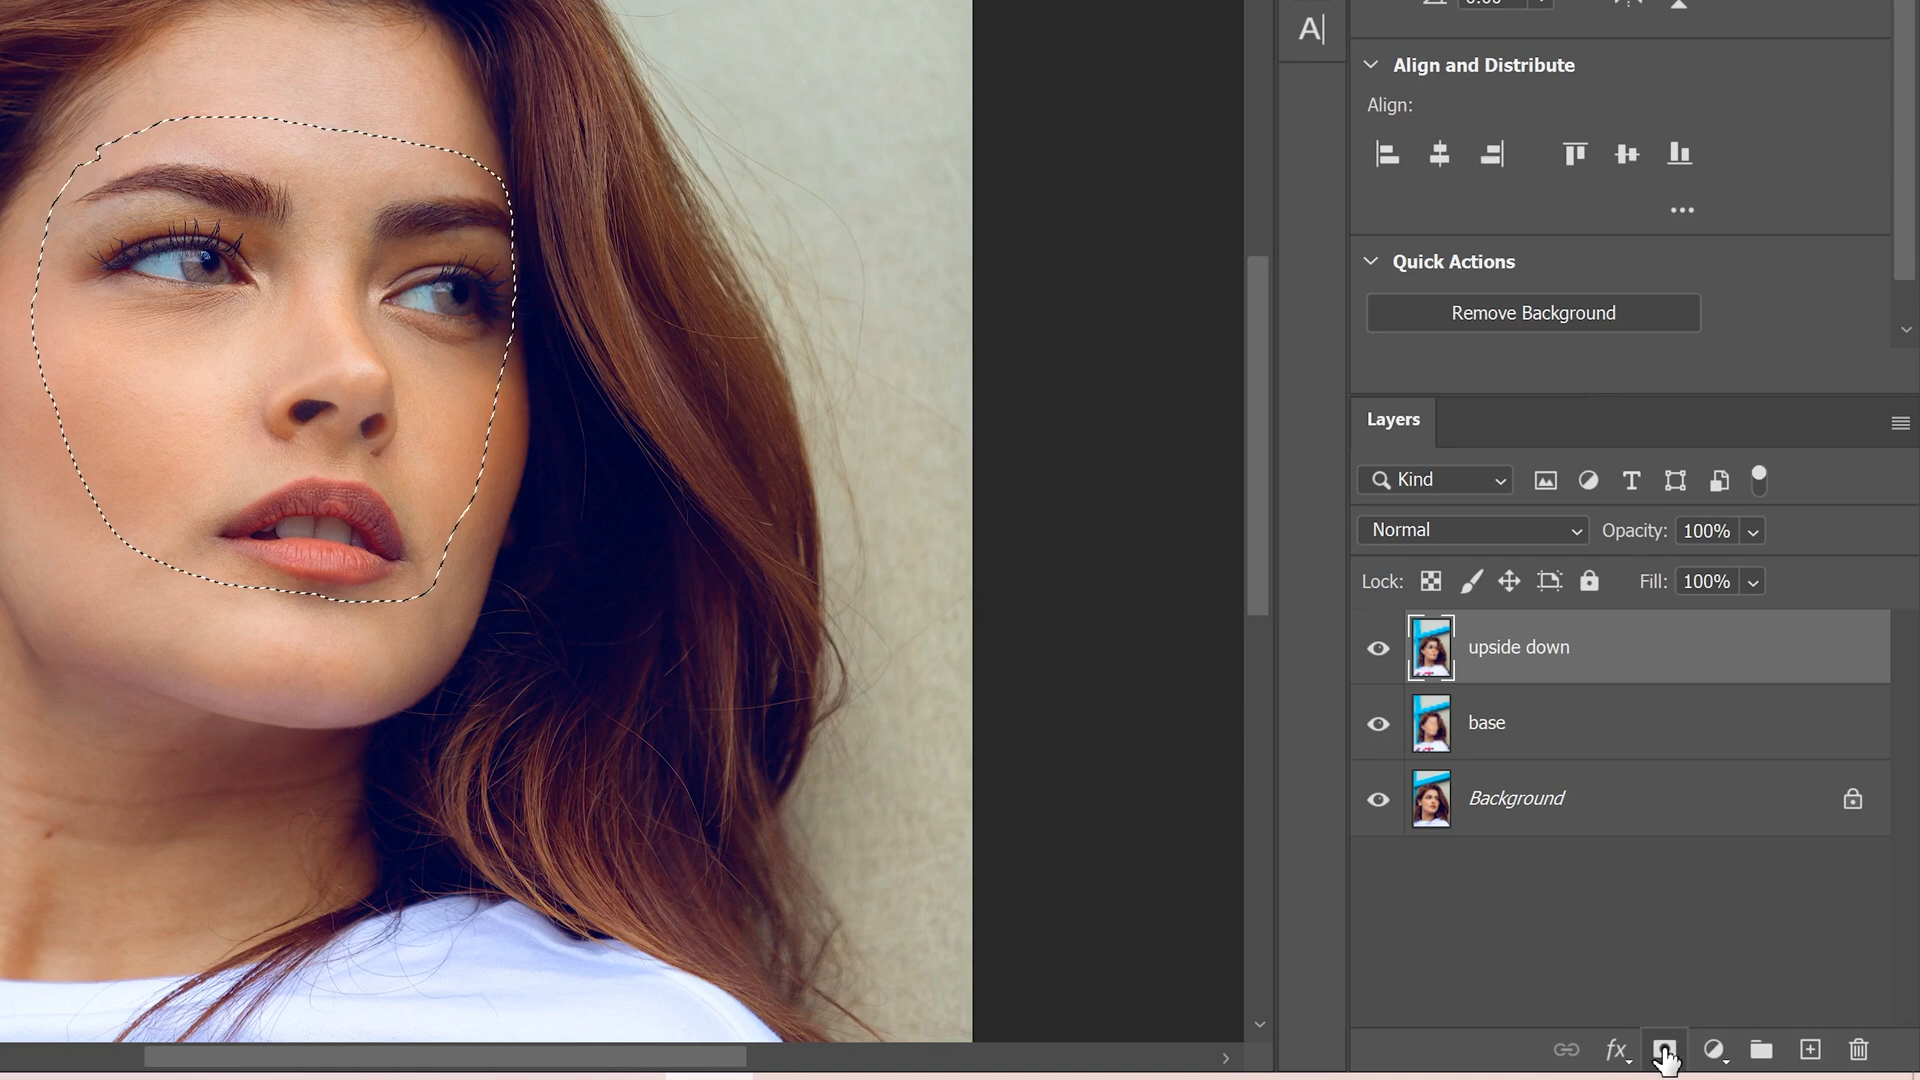 A
Align and Distribute
Align:
Quick Actions
Remove Background
Layers
Kind
Normal Opacity: 100%
Lock: Fill: 100%
upside down
base
Background
fx